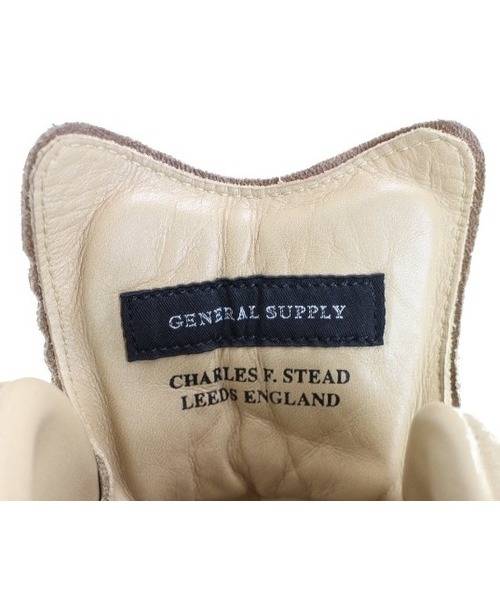 GENERAL SUPPLY
CHARLES F. STEAD
LEEDS ENGLAND